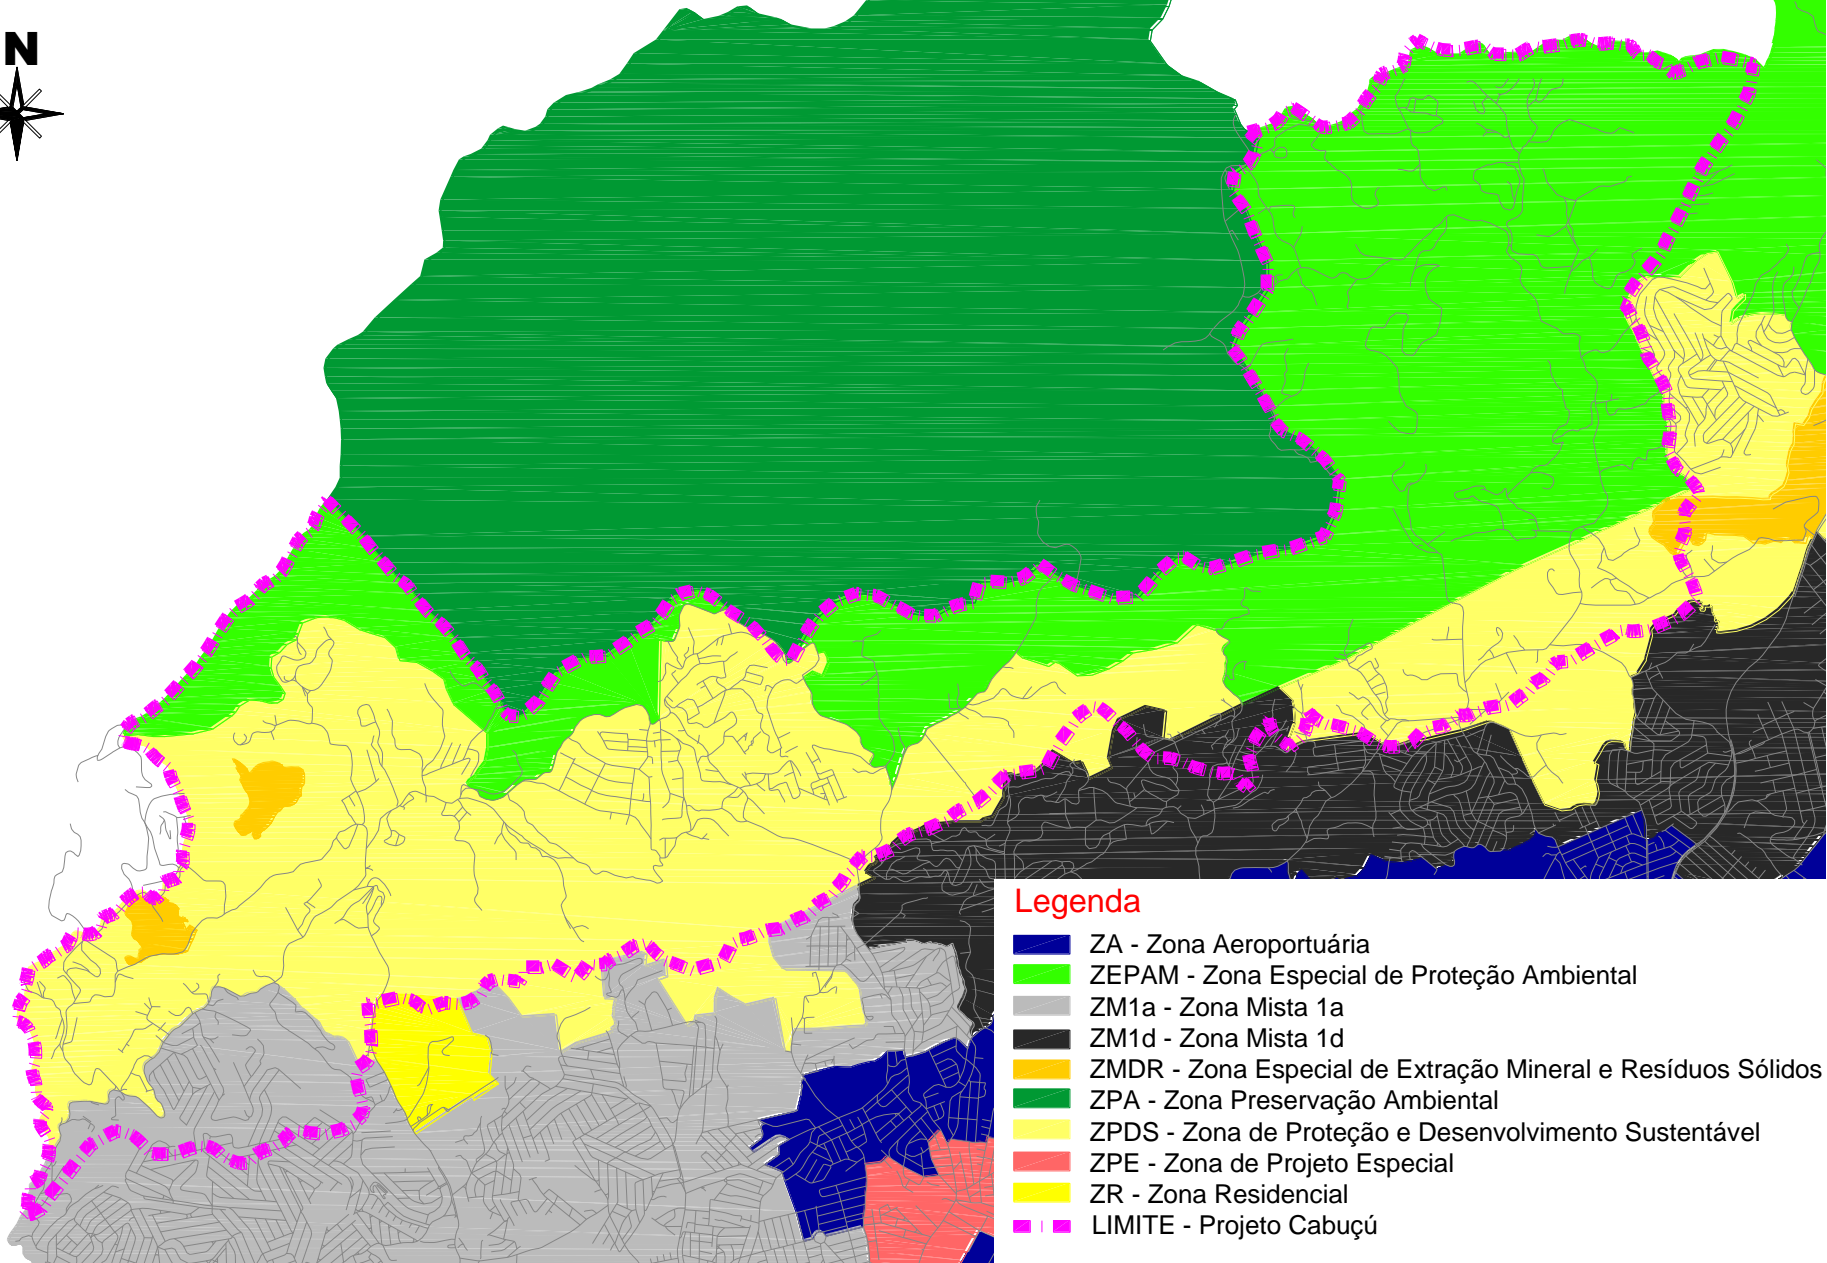 N
Legenda
ZA - Zona Aeroportuária
ZEPAM - Zona Especial de Proteção Ambiental
ZM1a - Zona Mista 1a
ZM1d - Zona Mista 1d
ZMDR - Zona Especial de Extração Mineral e Resíduos Sólidos
ZPA - Zona Preservação Ambiental
ZPDS - Zona de Proteção e Desenvolvimento Sustentável
ZPE - Zona de Projeto Especial
ZR - Zona Residencial
LIMITE - Projeto Cabuçú